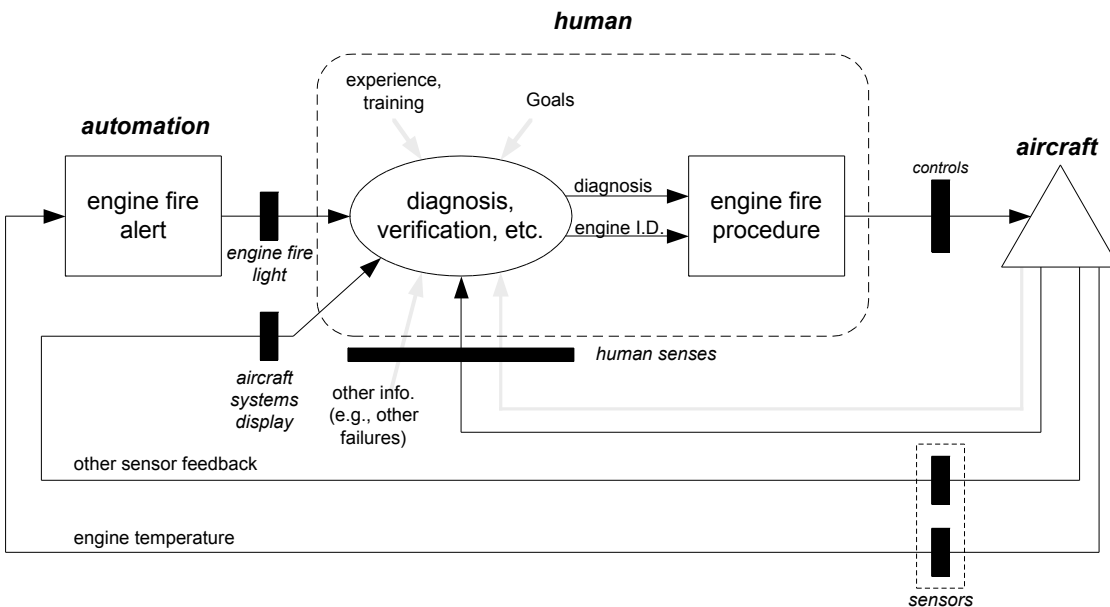 human
experience,
training
Goals
automation
aircraft
controls
engine fire
alert
diagnosis,
verification, etc.
diagnosis
engine I.D.
engine fire
procedure
engine fire
light
human senses
aircraft
systems
display
other info.
(e.g., other
failures)
other sensor feedback
engine temperature
sensors